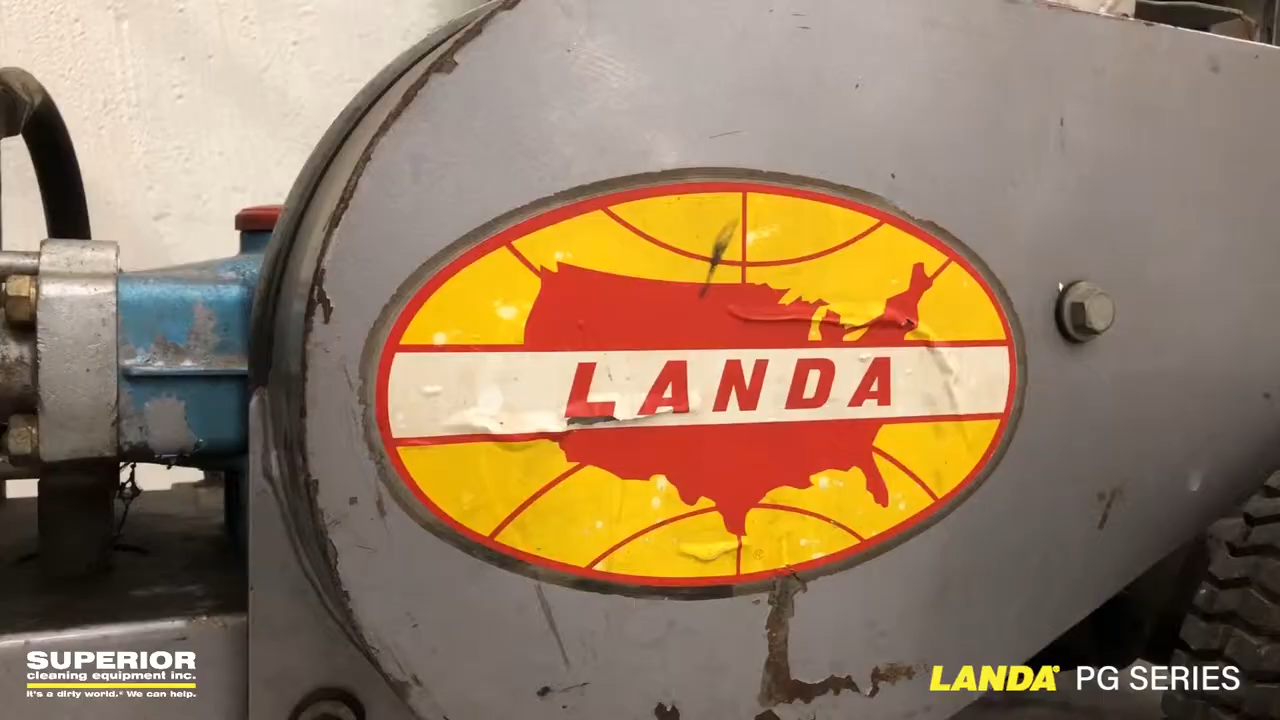 LANDA
®
SUPERIOR
cleaning equipment inc.
It's a dirty world.® We can help.
LANDA® PG SERIES